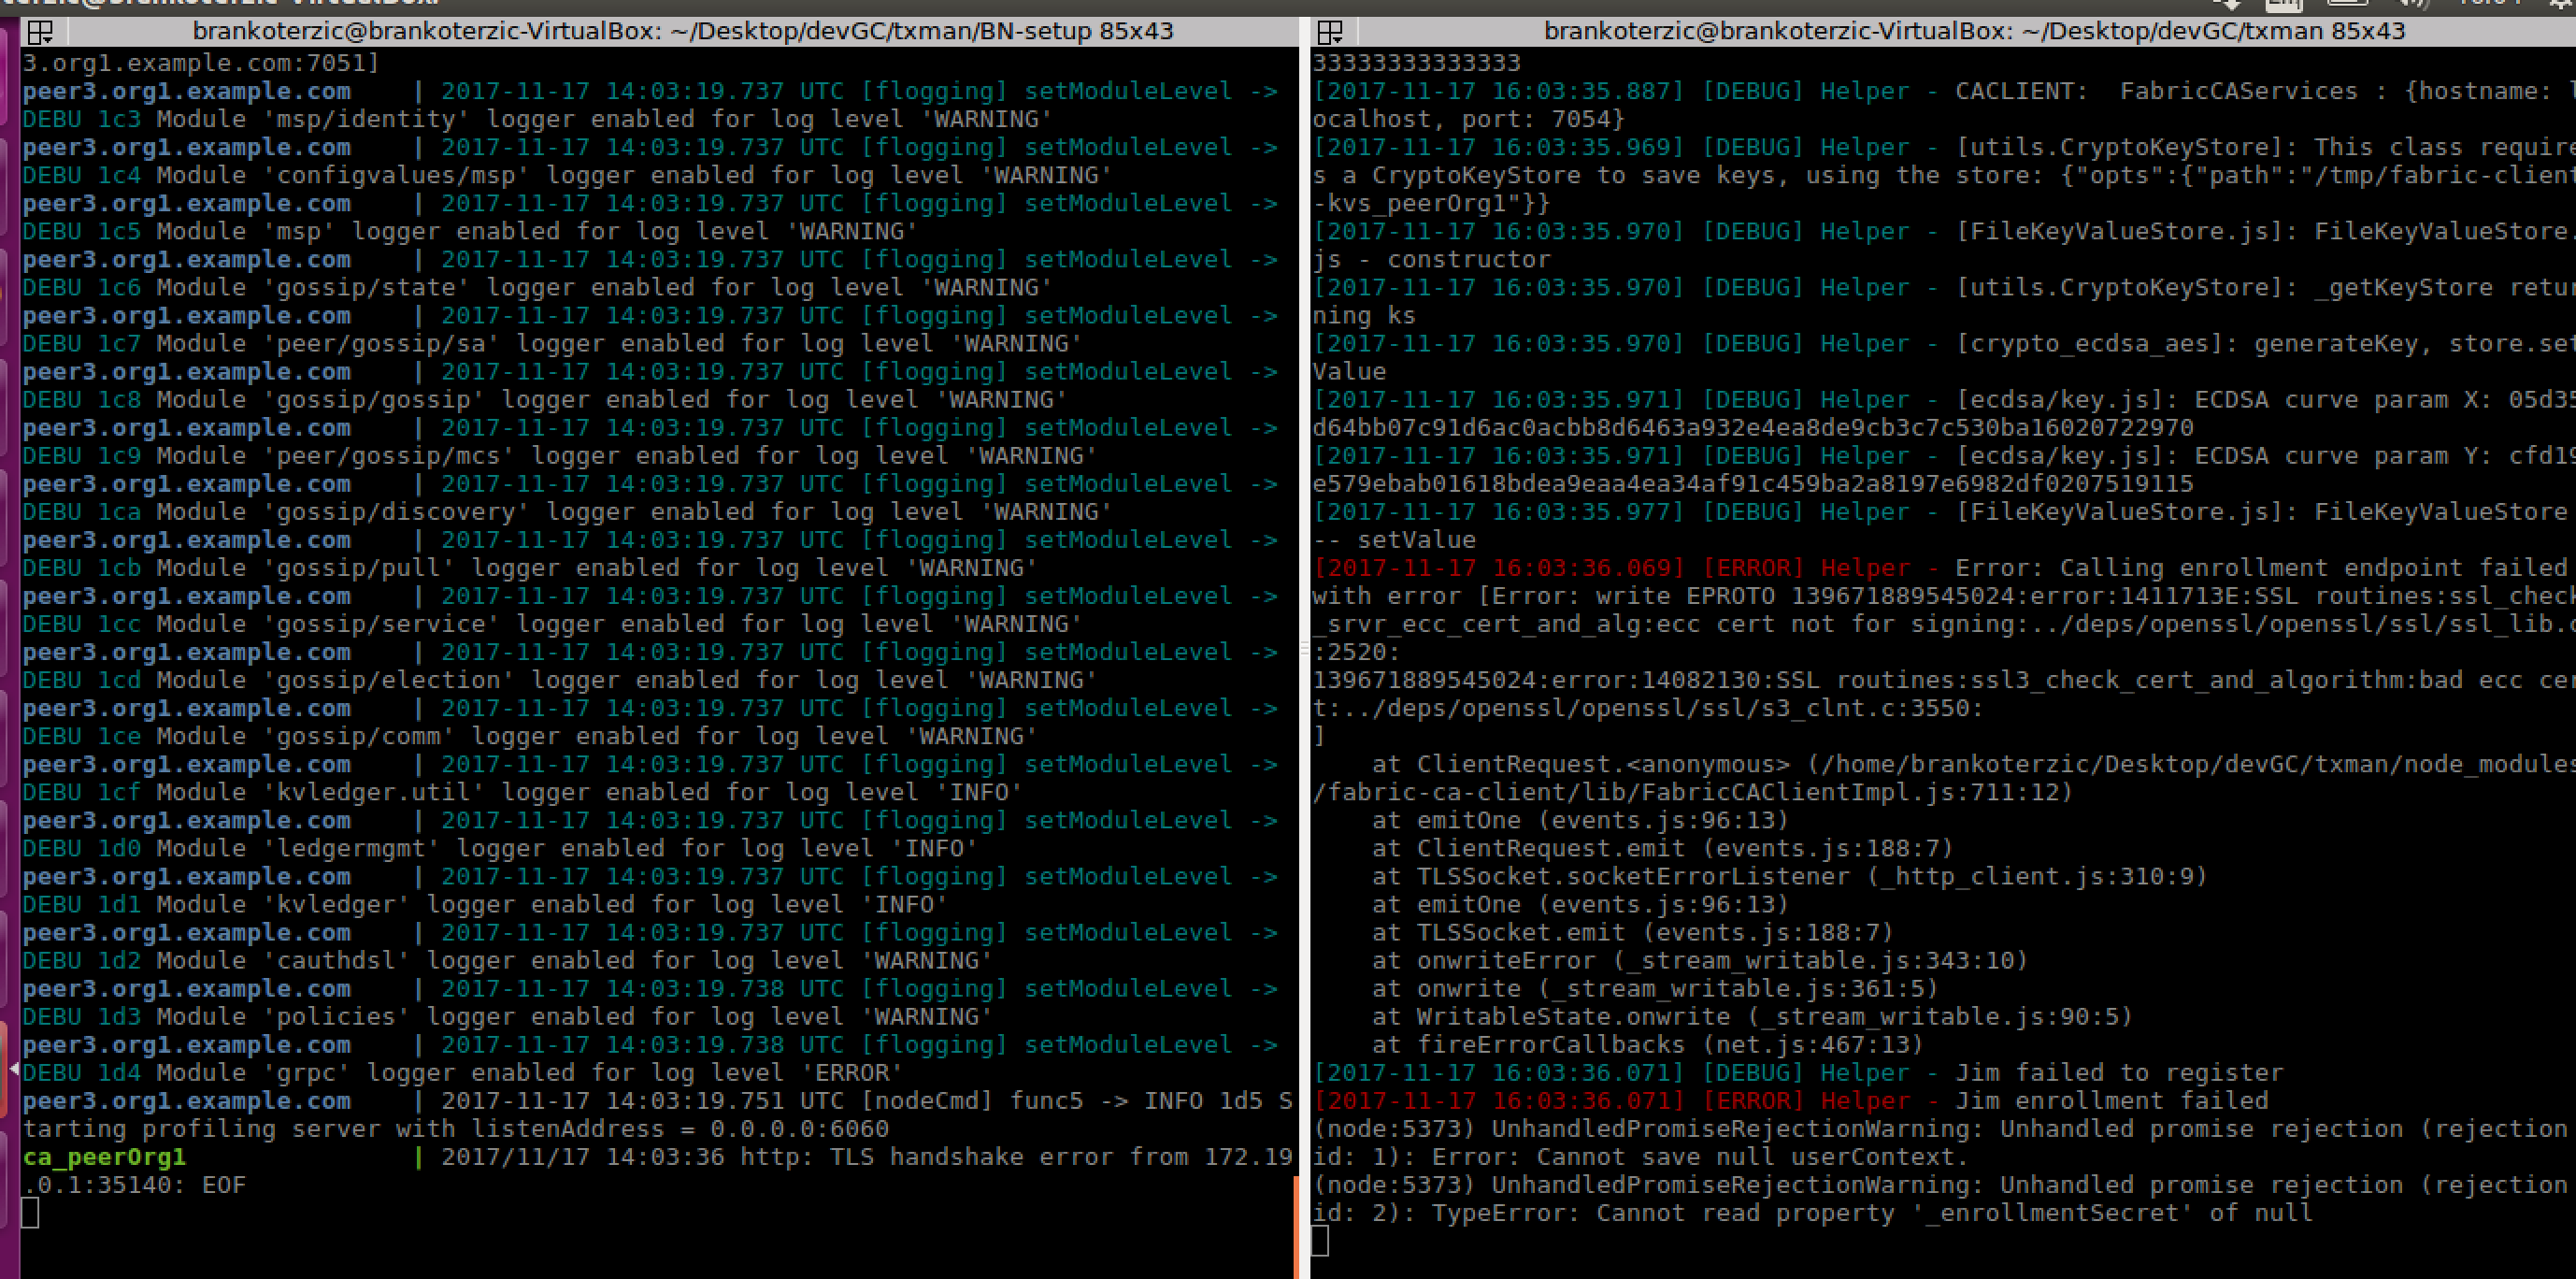 brankoterzic@brankoterzic-VirtualBox: ~/Desktop/devGC/txman/BN-setup 85x43
3.org1.example.com:7051]
peer3.org1.example.com | 2017-11-17 14:03:19.737 UTC [flogging] setModuleLevel ->
DEBU 1c3 Module 'msp/identity' logger enabled for log level 'WARNING'
peer3.org1.example.com | 2017-11-17 14:03:19.737 UTC [flogging] setModuleLevel ->
DEBU 1c4 Module 'configvalues/msp' logger enabled for log level 'WARNING'
peer3.org1.example.com | 2017-11-17 14:03:19.737 UTC [flogging] setModuleLevel ->
DEBU 1c5 Module 'msp' logger enabled for log level 'WARNING'
peer3.org1.example.com | 2017-11-17 14:03:19.737 UTC [flogging] setModuleLevel ->
DEBU 1c6 Module 'gossip/state' logger enabled for log level 'WARNING'
peer3.org1.example.com | 2017-11-17 14:03:19.737 UTC [flogging] setModuleLevel ->
DEBU 1c7 Module 'peer/gossip/sa' logger enabled for log level 'WARNING'
peer3.org1.example.com | 2017-11-17 14:03:19.737 UTC [flogging] setModuleLevel ->
DEBU 1c8 Module 'gossip/gossip' logger enabled for log level 'WARNING'
peer3.org1.example.com | 2017-11-17 14:03:19.737 UTC [flogging] setModuleLevel ->
DEBU 1c9 Module 'peer/gossip/mcs' logger enabled for log level 'WARNING'
peer3.org1.example.com | 2017-11-17 14:03:19.737 UTC [flogging] setModuleLevel ->
DEBU 1ca Module 'gossip/discovery' logger enabled for log level 'WARNING'
peer3.org1.example.com | 2017-11-17 14:03:19.737 UTC [flogging] setModuleLevel ->
DEBU 1cb Module 'gossip/pull' logger enabled for log level 'WARNING'
peer3.org1.example.com | 2017-11-17 14:03:19.737 UTC [flogging] setModuleLevel ->
DEBU 1cc Module 'gossip/service' logger enabled for log level 'WARNING'
peer3.org1.example.com | 2017-11-17 14:03:19.737 UTC [flogging] setModuleLevel ->
DEBU 1cd Module 'gossip/election' logger enabled for log level 'WARNING'
peer3.org1.example.com | 2017-11-17 14:03:19.737 UTC [flogging] setModuleLevel ->
DEBU 1ce Module 'gossip/comm' logger enabled for log level 'WARNING'
peer3.org1.example.com | 2017-11-17 14:03:19.737 UTC [flogging] setModuleLevel ->
DEBU 1cf Module 'kvledger.util' logger enabled for log level 'INFO'
peer3.org1.example.com | 2017-11-17 14:03:19.737 UTC [flogging] setModuleLevel ->
DEBU 1d0 Module 'ledgermgmt' logger enabled for log level 'INFO'
peer3.org1.example.com | 2017-11-17 14:03:19.737 UTC [flogging] setModuleLevel ->
DEBU 1d1 Module 'kvledger' logger enabled for log level 'INFO'
peer3.org1.example.com | 2017-11-17 14:03:19.737 UTC [flogging] setModuleLevel ->
DEBU 1d2 Module 'cauthdsl' logger enabled for log level 'WARNING'
peer3.org1.example.com | 2017-11-17 14:03:19.738 UTC [flogging] setModuleLevel ->
DEBU 1d3 Module 'policies' logger enabled for log level 'WARNING'
peer3.org1.example.com | 2017-11-17 14:03:19.738 UTC [flogging] setModuleLevel ->
DEBU 1d4 Module 'grpc' logger enabled for log level 'ERROR'
peer3.org1.example.com | 2017-11-17 14:03:19.751 UTC [nodeCmd] func5 -> INFO 1d5 S
tarting profiling server with listenAddress = 0.0.0.0:6060
ca_peerOrg1 | 2017/11/17 14:03:36 http: TLS handshake error from 172.19
.0.1:35140: EOF
brankoterzic@brankoterzic-VirtualBox: ~/Desktop/devGC/txman 85x43
33333333333333
[2017-11-17 16:03:35.887] [DEBUG] Helper - CACLIENT: FabricCAServices : {hostname: l
ocalhost, port: 7054}
[2017-11-17 16:03:35.969] [DEBUG] Helper - [utils.CryptoKeyStore]: This class require
s a CryptoKeyStore to save keys, using the store: {"opts":{"path":"/tmp/fabric-client
-kvs_peerOrg1"}}
[2017-11-17 16:03:35.970] [DEBUG] Helper - [FileKeyValueStore.js]: FileKeyValueStore.
js - constructor
[2017-11-17 16:03:35.970] [DEBUG] Helper - [utils.CryptoKeyStore]: _getKeyStore retur
ning ks
[2017-11-17 16:03:35.970] [DEBUG] Helper - [crypto_ecdsa_aes]: generateKey, store.set
Value
[2017-11-17 16:03:35.971] [DEBUG] Helper - [ecdsa/key.js]: ECDSA curve param X: 05d35
d64bb07c91d6ac0acbb8d6463a932e4ea8de9cb3c7c530ba16020722970
[2017-11-17 16:03:35.971] [DEBUG] Helper - [ecdsa/key.js]: ECDSA curve param Y: cfd19
e579ebab01618bdea9eaa4ea34af91c459ba2a8197e6982df0207519115
[2017-11-17 16:03:35.977] [DEBUG] Helper - [FileKeyValueStore.js]: FileKeyValueStore
-- setValue
[2017-11-17 16:03:36.069] [ERROR] Helper - Error: Calling enrollment endpoint failed
with error [Error: write EPROTO 139671889545024:error:1411713E:SSL routines:ssl_check
_srvr_ecc_cert_and_alg:ecc cert not for signing:../deps/openssl/openssl/ssl/ssl_lib.c
:2520:
139671889545024:error:14082130:SSL routines:ssl3_check_cert_and_algorithm:bad ecc cer
t:../deps/openssl/openssl/ssl/s3_clnt.c:3550:
]
at ClientRequest.<anonymous> (/home/brankoterzic/Desktop/devGC/txman/node_modules
/fabric-ca-client/lib/FabricCAClientImpl.js:711:12)
at emitOne (events.js:96:13)
at ClientRequest.emit (events.js:188:7)
at TLSSocket.socketErrorListener (_http_client.js:310:9)
at emitOne (events.js:96:13)
at TLSSocket.emit (events.js:188:7)
at onwriteError (_stream_writable.js:343:10)
at onwrite (_stream_writable.js:361:5)
at WritableState.onwrite (_stream_writable.js:90:5)
at fireErrorCallbacks (net.js:467:13)
[2017-11-17 16:03:36.071] [DEBUG] Helper - Jim failed to register
[2017-11-17 16:03:36.071] [ERROR] Helper - Jim enrollment failed
(node:5373) UnhandledPromiseRejectionWarning: Unhandled promise rejection (rejection
id: 1): Error: Cannot save null userContext.
(node:5373) UnhandledPromiseRejectionWarning: Unhandled promise rejection (rejection
id: 2): TypeError: Cannot read property '_enrollmentSecret' of null